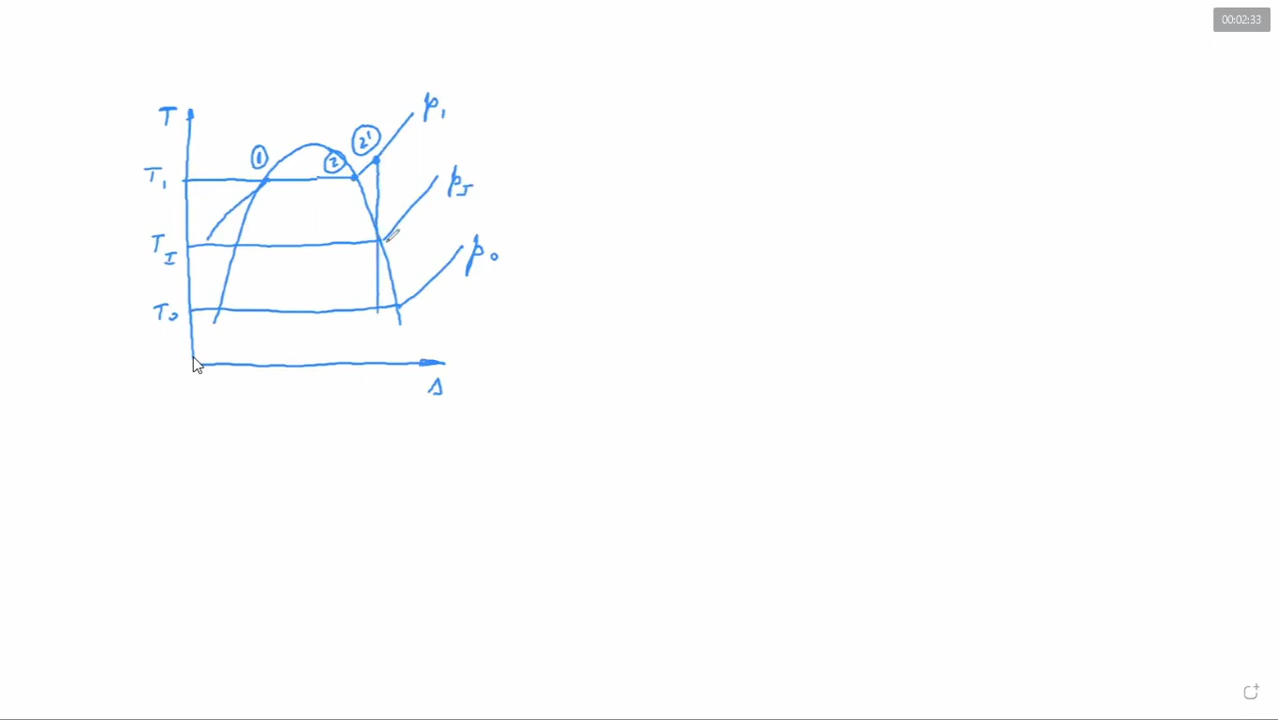 00:02:33
T
p₁
②'
① ②
T₁
p_I
T_I
p₀
T₀
s